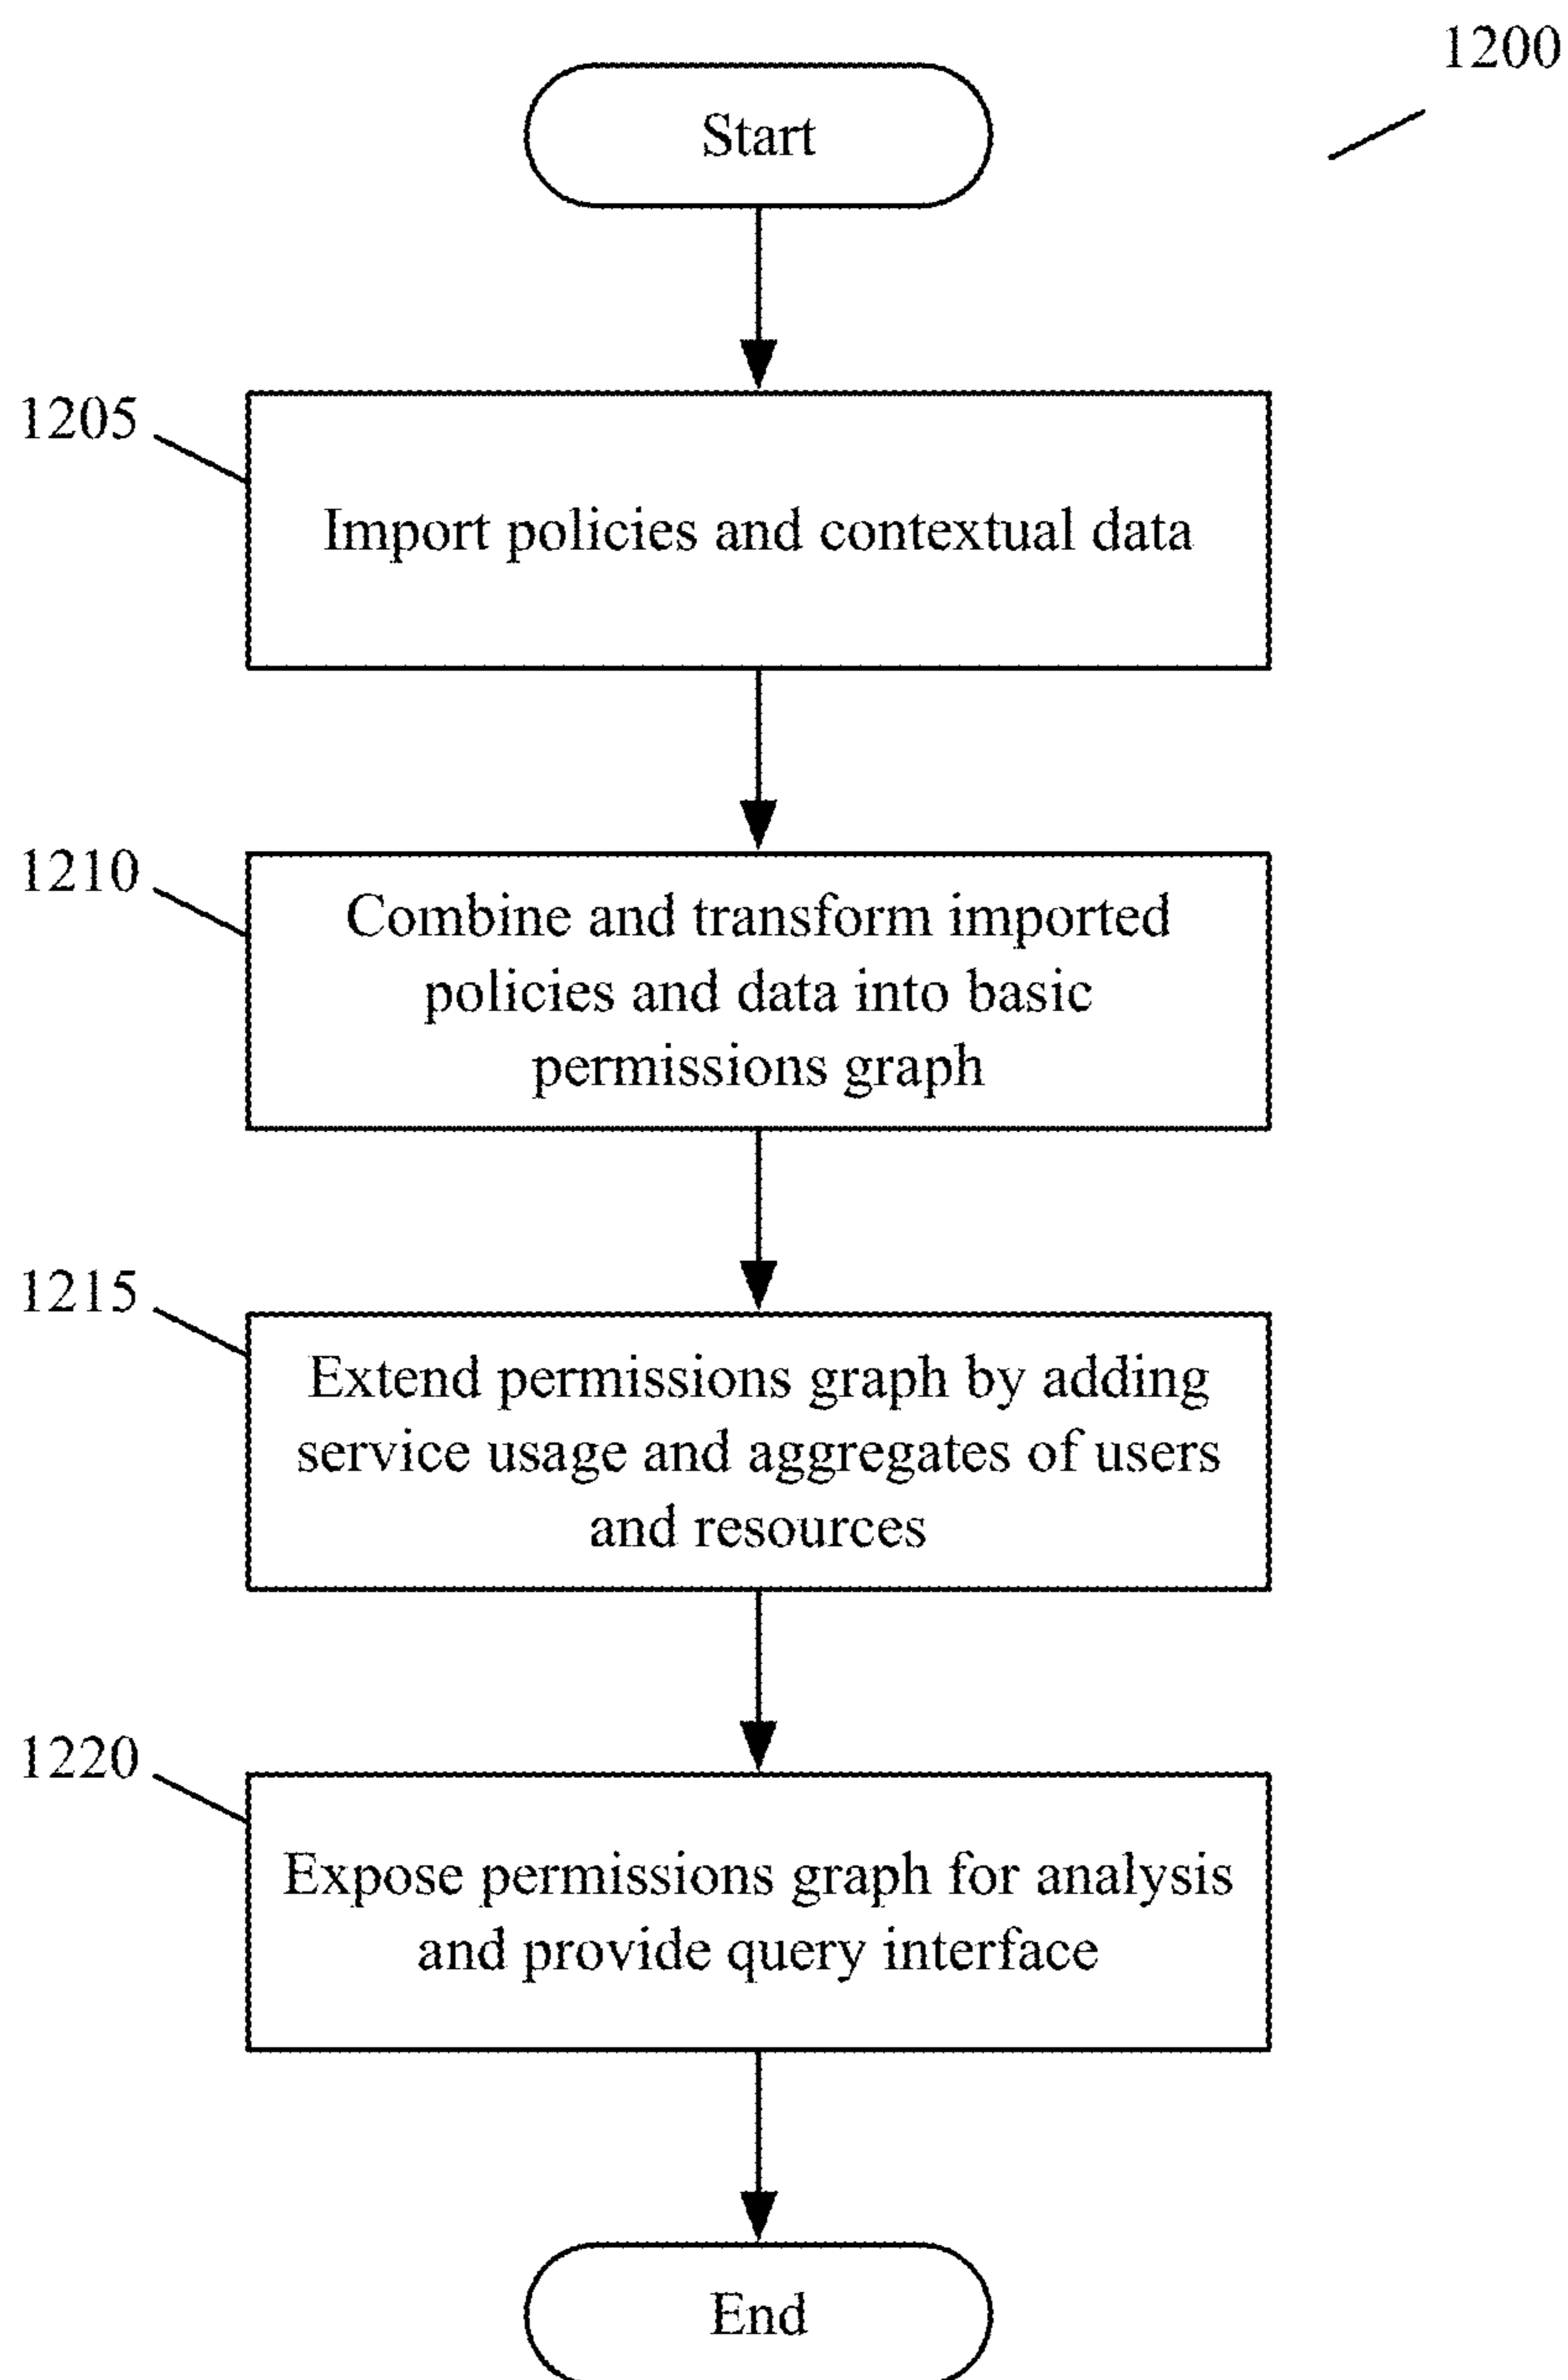 1200
Start
1205
Import policies and contextual data
1210
Combine and transform imported
policies and data into basic
permissions graph
1215
Extend permissions graph by adding
service usage and aggregates of users
and resources
1220
Expose permissions graph for analysis
and provide query interface
End